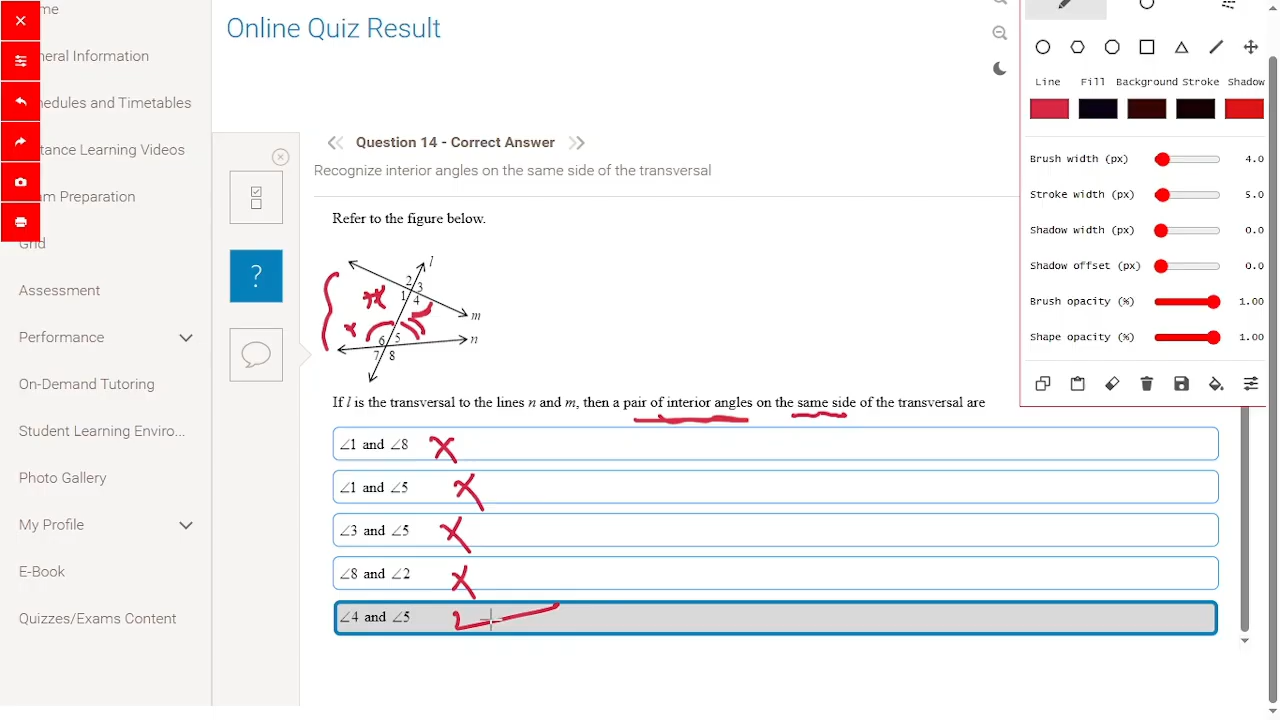 me
Online Quiz Result
neral Information
hedules and Timetables
tance Learning Videos
m Preparation
Grid
Assessment
Performance
On-Demand Tutoring
Student Learning Enviro...
Photo Gallery
My Profile
E-Book
Quizzes/Exams Content
Question 14 - Correct Answer
Recognize interior angles on the same side of the transversal
Refer to the figure below.
l
2
3
1
4
m
6
5
n
7
8
If l is the transversal to the lines n and m, then a pair of interior angles on the same side of the transversal are
∠1 and ∠8
∠1 and ∠5
∠3 and ∠5
∠8 and ∠2
∠4 and ∠5
?
Line Fill Background Stroke Shadow
Brush width (px) 4.0
Stroke width (px) 5.0
Shadow width (px) 0.0
Shadow offset (px) 0.0
Brush opacity (%) 1.00
Shape opacity (%) 1.00